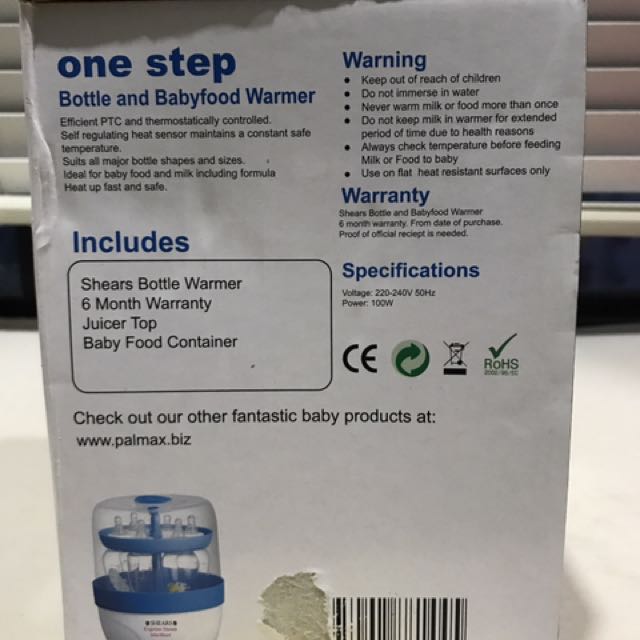 one step
Bottle and Babyfood Warmer
Efficient PTC and thermostatically controlled.
Self regulating heat sensor maintains a constant safe
temperature.
Suits all major bottle shapes and sizes.
Ideal for baby food and milk including formula
Heat up fast and safe.
Includes
Shears Bottle Warmer
6 Month Warranty
Juicer Top
Baby Food Container
Warning
Keep out of reach of children
Do not immerse in water
Never warm milk or food more than once
Do not keep milk in warmer for extended
period of time due to health reasons
Always check temperature before feeding
Milk or Food to baby
Use on flat heat resistant surfaces only
Warranty
Shears Bottle and Babyfood Warmer
6 month warranty. From date of purchase.
Proof of official reciept is needed.
Specifications
Voltage: 220-240V 50Hz
Power: 100W
CE
RoHS
2002/95/EC
Check out our other fantastic baby products at:
www.palmax.biz
SHEARS